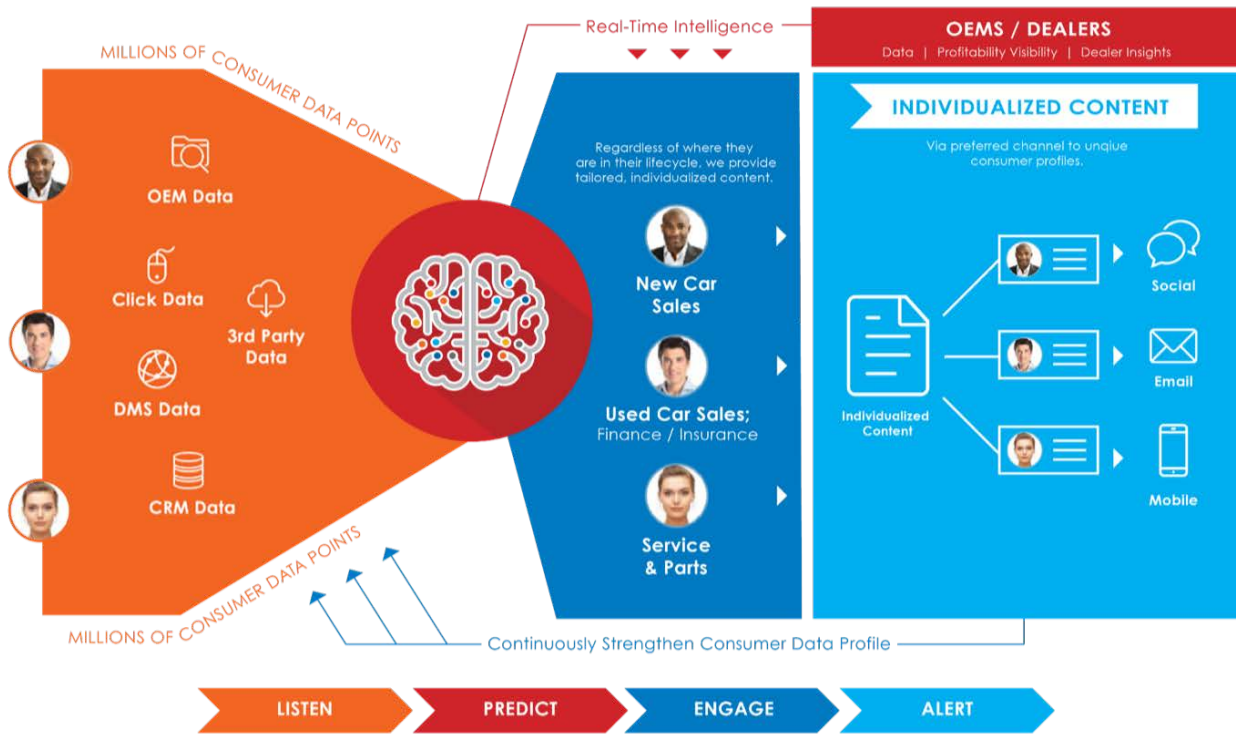 MILLIONS OF CONSUMER DATA POINTS
OEM Data
Click Data
3rd Party
Data
DMS Data
CRM Data
MILLIONS OF CONSUMER DATA POINTS
Real-Time Intelligence
Regardless of where they
are in their lifecycle, we provide
tailored, individualized content.
New Car
Sales
Used Car Sales;
Finance / Insurance
Service
& Parts
OEMS / DEALERS
Data | Profitability Visibility | Dealer Insights
INDIVIDUALIZED CONTENT
Via preferred channel to unqiue
consumer profiles.
Individualized
Content
Social
Email
Mobile
Continuously Strengthen Consumer Data Profile
LISTEN
PREDICT
ENGAGE
ALERT